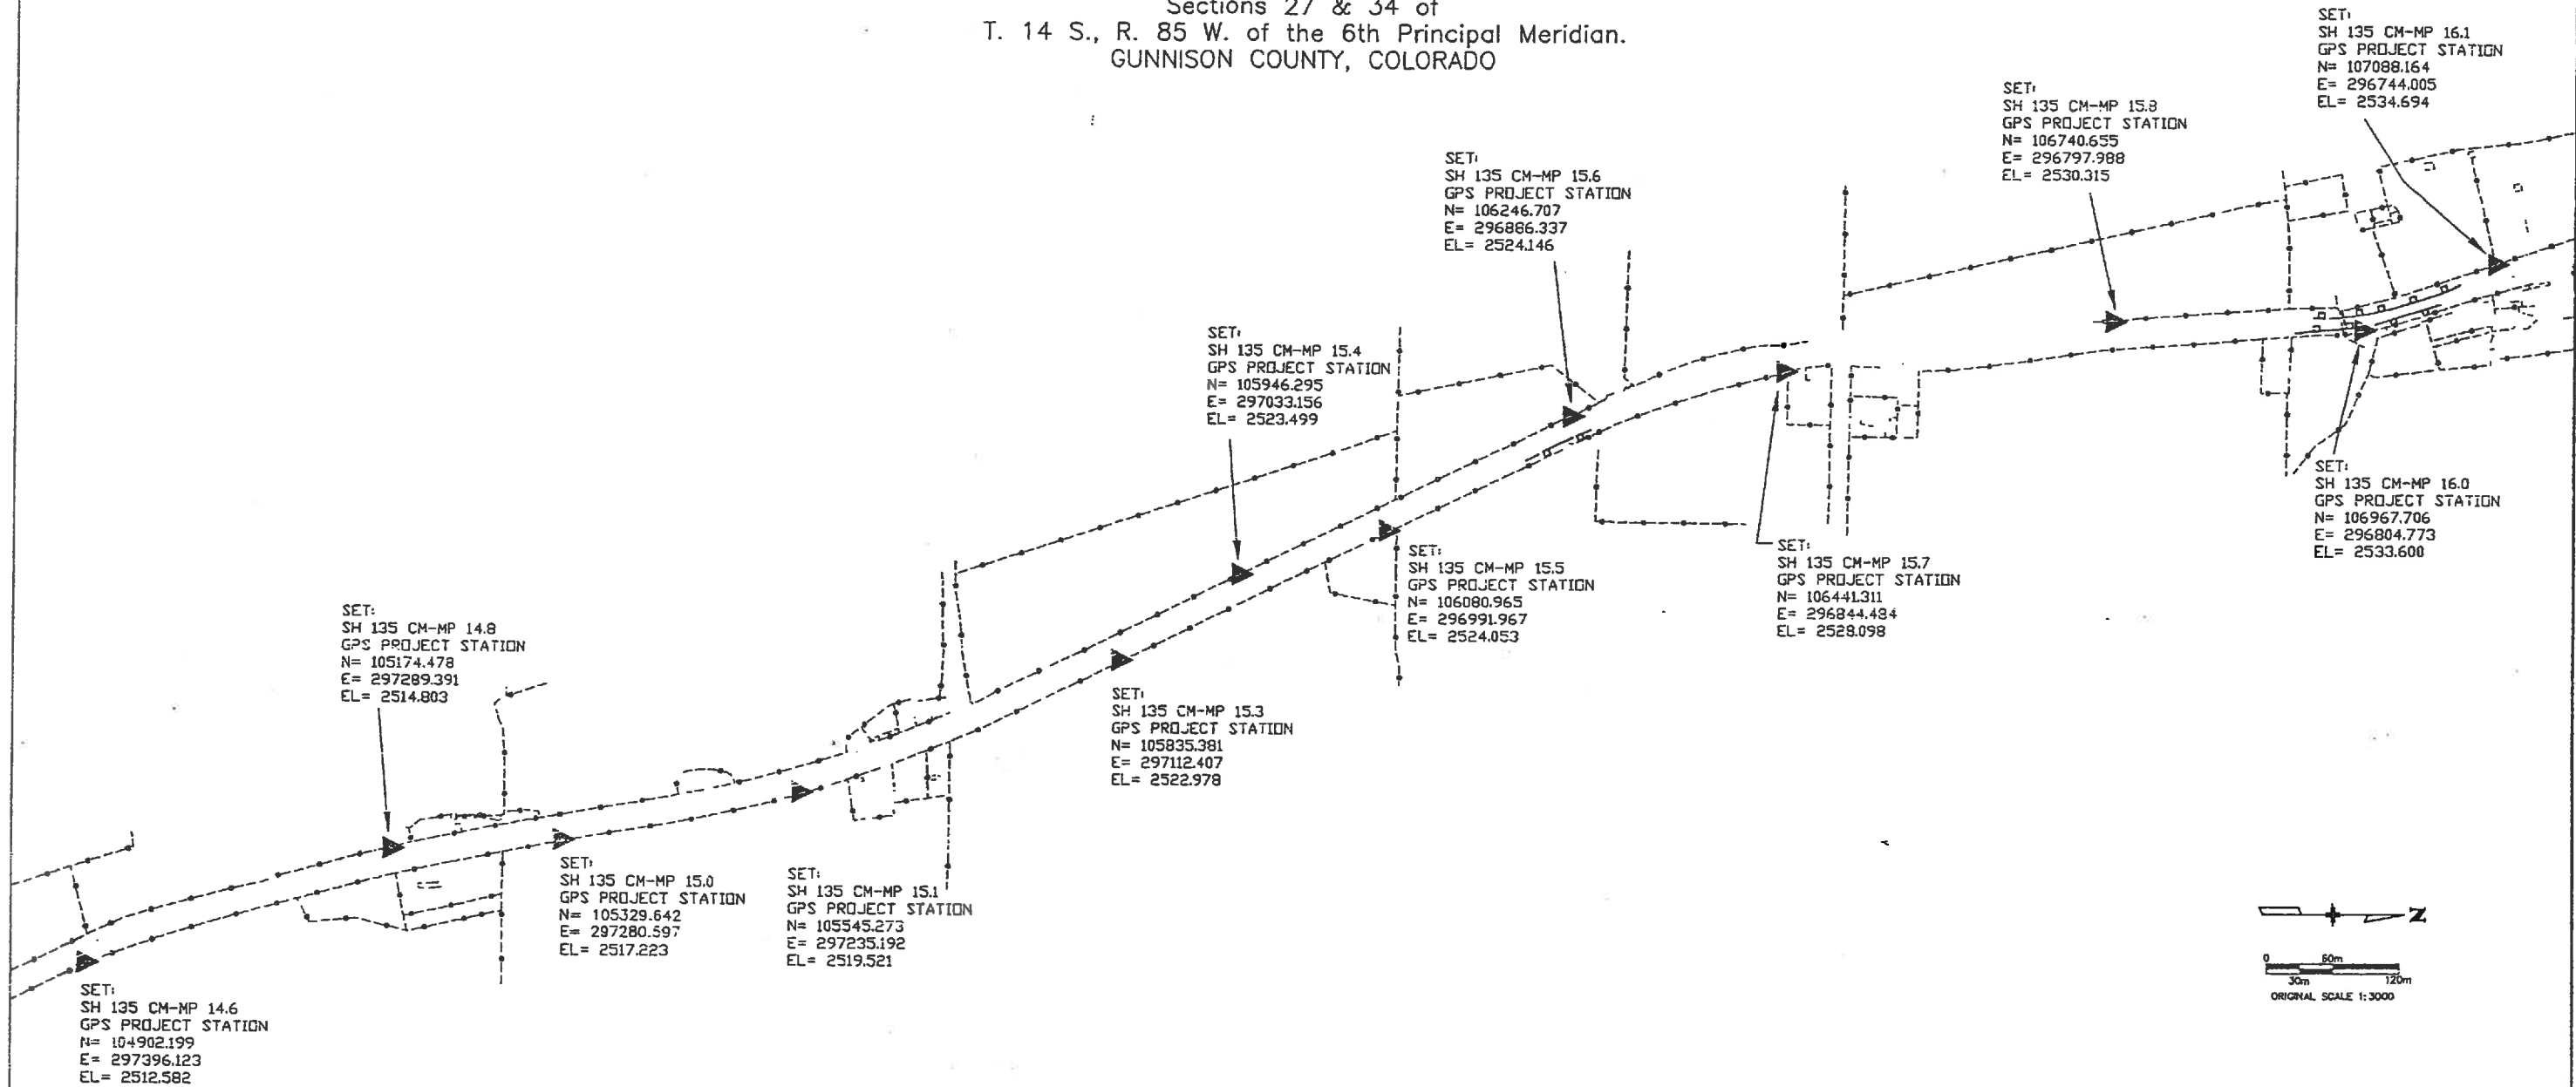 Sections 27 & 34 of
T. 14 S., R. 85 W. of the 6th Principal Meridian.
GUNNISON COUNTY, COLORADO
SET:
SH 135 CM-MP 16.1
GPS PROJECT STATION
N= 107088.164
E= 296744.005
EL= 2534.694
SET:
SH 135 CM-MP 15.8
GPS PROJECT STATION
N= 106740.655
E= 296797.988
EL= 2530.315
SET:
SH 135 CM-MP 15.6
GPS PROJECT STATION
N= 106246.707
E= 296886.337
EL= 2524.146
SET:
SH 135 CM-MP 15.4
GPS PROJECT STATION
N= 105946.295
E= 297033.156
EL= 2523.499
SET:
SH 135 CM-MP 16.0
GPS PROJECT STATION
N= 106967.706
E= 296804.773
EL= 2533.600
SET:
SH 135 CM-MP 15.5
GPS PROJECT STATION
N= 106080.965
E= 296991.967
EL= 2524.053
SET:
SH 135 CM-MP 15.7
GPS PROJECT STATION
N= 106441.311
E= 296844.484
EL= 2528.098
SET:
SH 135 CM-MP 14.8
GPS PROJECT STATION
N= 105174.478
E= 297289.391
EL= 2514.803
SET:
SH 135 CM-MP 15.3
GPS PROJECT STATION
N= 105835.381
E= 297112.407
EL= 2522.978
SET:
SH 135 CM-MP 15.0
GPS PROJECT STATION
N= 105329.642
E= 297280.597
EL= 2517.223
SET:
SH 135 CM-MP 15.1
GPS PROJECT STATION
N= 105545.273
E= 297235.192
EL= 2519.521
SET:
SH 135 CM-MP 14.6
GPS PROJECT STATION
N= 104902.199
E= 297396.123
EL= 2512.582
N
0 60m
30m 120m
ORIGINAL SCALE 1:3000